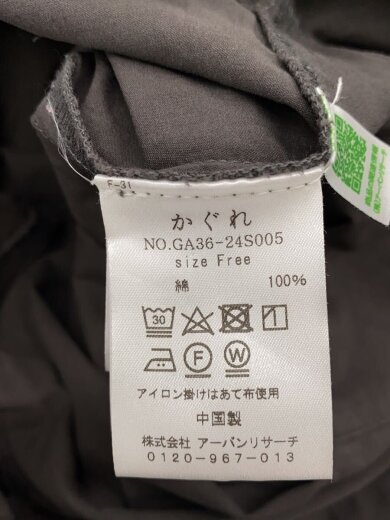 F-31
かぐれ
NO.GA36-24S005
size Free
綿 100%
30
F W
アイロン掛けはあて布使用
中国製
株式会社 アーバンリサーチ
0120-967-013